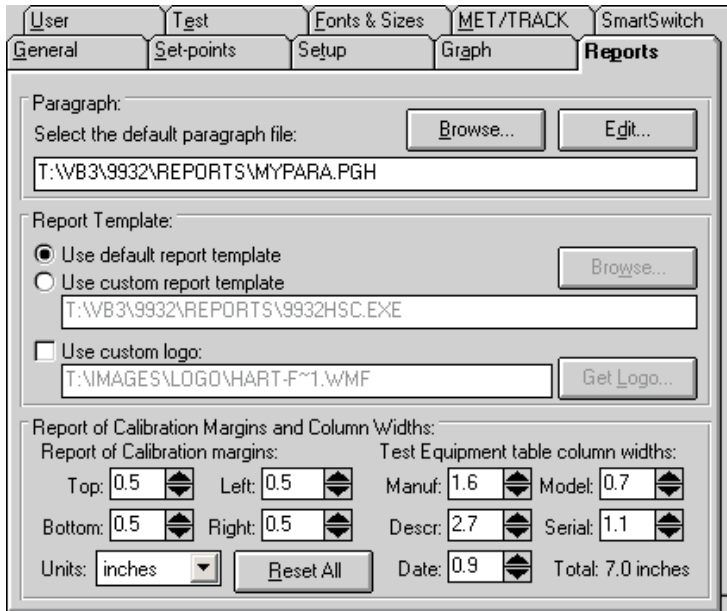 User Test Fonts & Sizes MET/TRACK SmartSwitch
General Set-points Setup Graph Reports
Paragraph:
Select the default paragraph file: Browse... Edit...
T:\VB3\9932\REPORTS\MYPARA.PGH
Report Template:
Use default report template
Use custom report template Browse...
T:\VB3\9932\REPORTS\9932HSC.EXE
Use custom logo:
T:\IMAGES\LOGO\HART-F~1.WMF Get Logo...
Report of Calibration Margins and Column Widths:
Report of Calibration margins: Test Equipment table column widths:
Top: 0.5 Left: 0.5 Manuf: 1.6 Model: 0.7
Bottom: 0.5 Right: 0.5 Descr: 2.7 Serial: 1.1
Units: inches Reset All Date: 0.9 Total: 7.0 inches